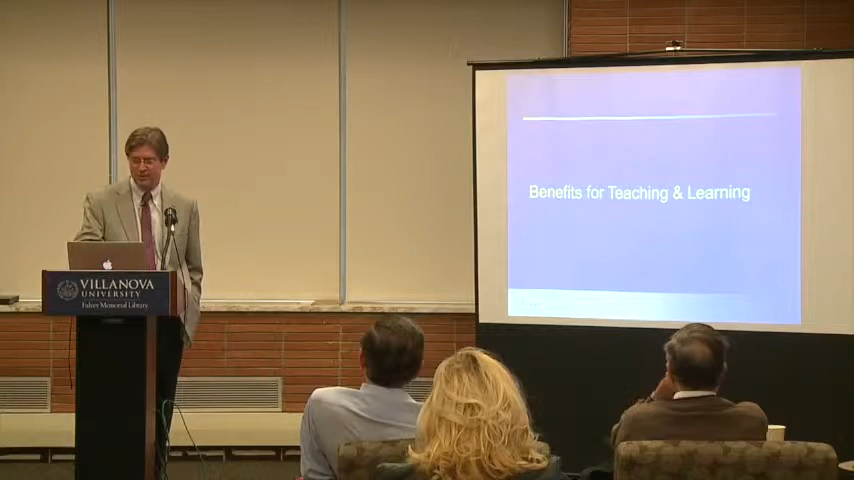 Benefits for Teaching & Learning
VILLANOVA
UNIVERSITY
Falvey Memorial Library